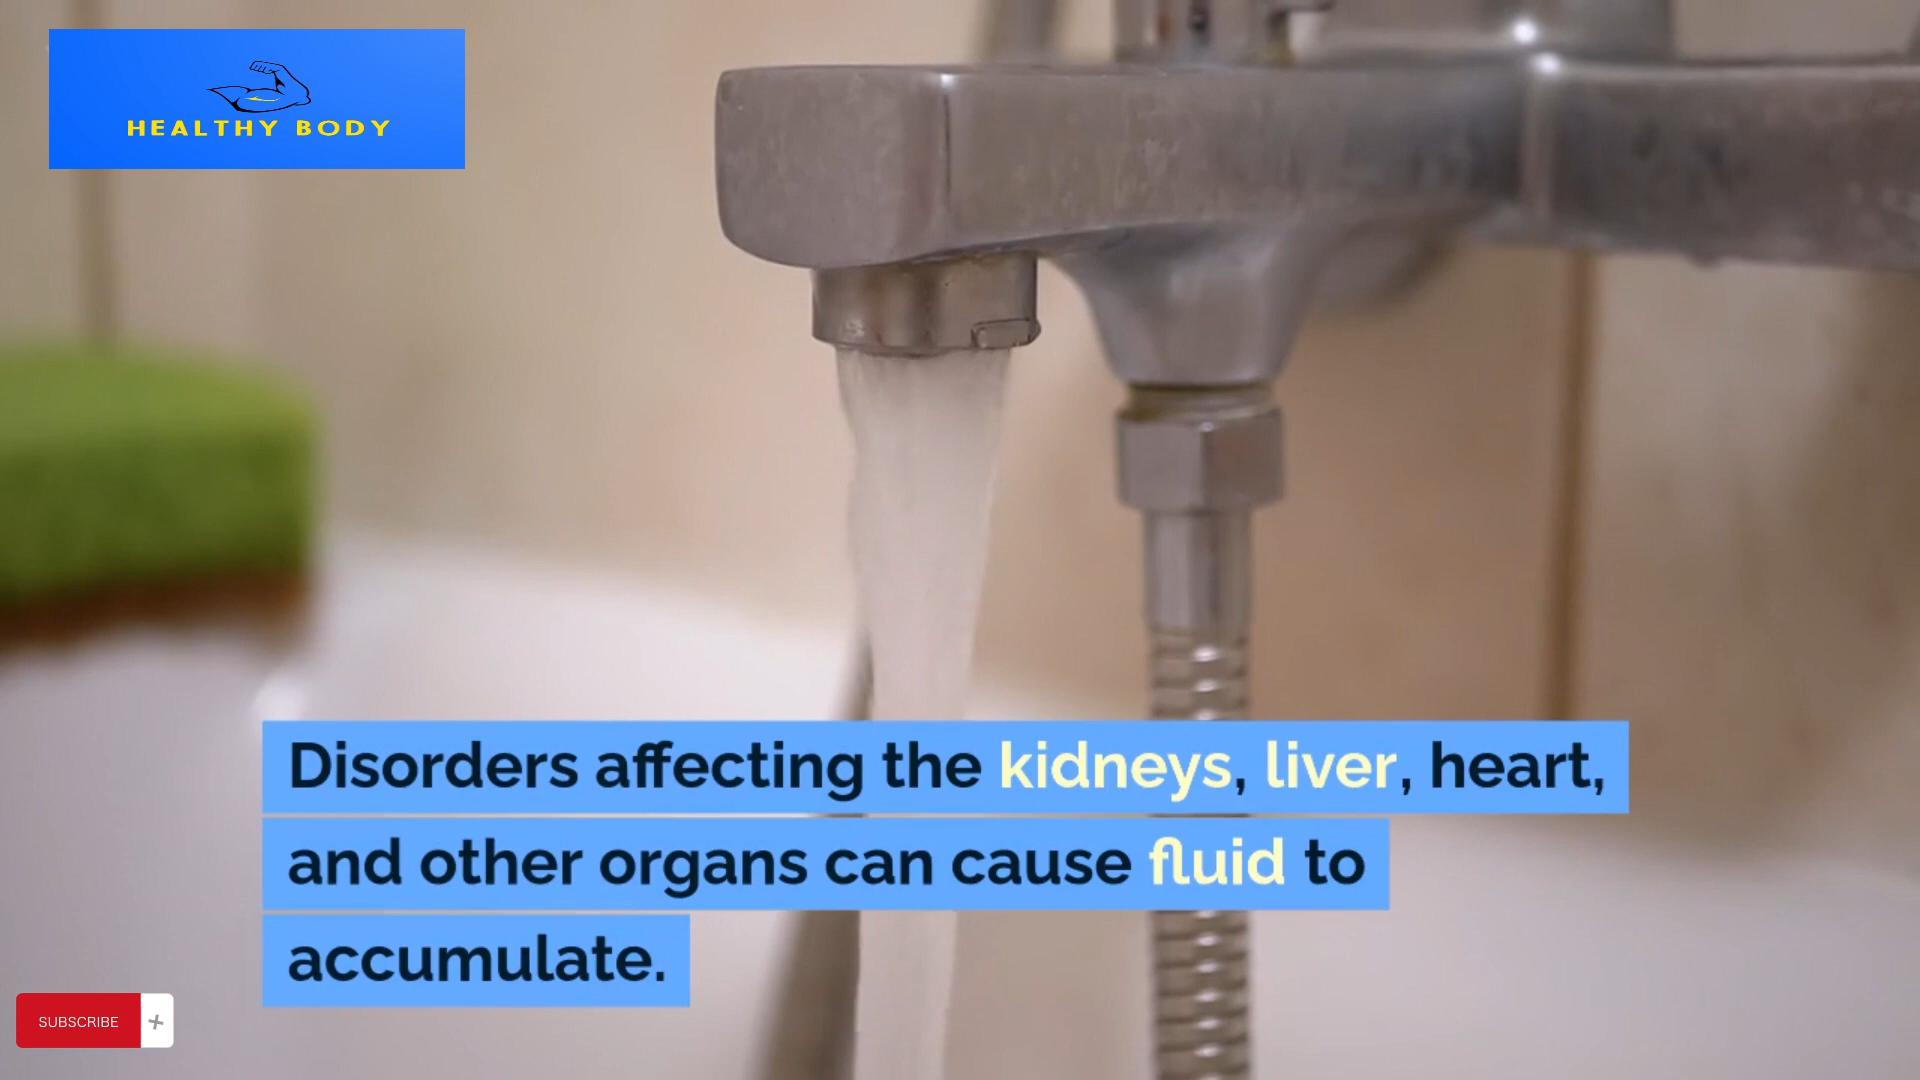 HEALTHY BODY
Disorders affecting the kidneys, liver, heart,
and other organs can cause fluid to
accumulate.
SUBSCRIBE +